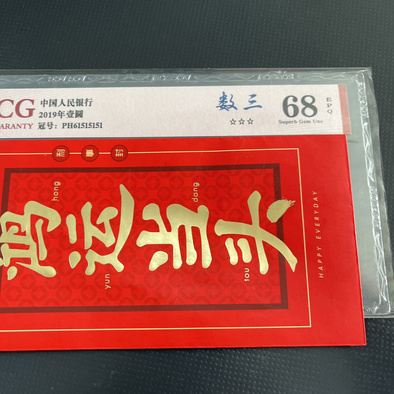 CG
ARANTY
中国人民银行
2019年壹圆
冠号：PH61515151
数三
☆☆☆
68
EPQ
Superb Gem Unc
鸿运当头
hong
yun
dang
tou
HAPPY EVERYDAY